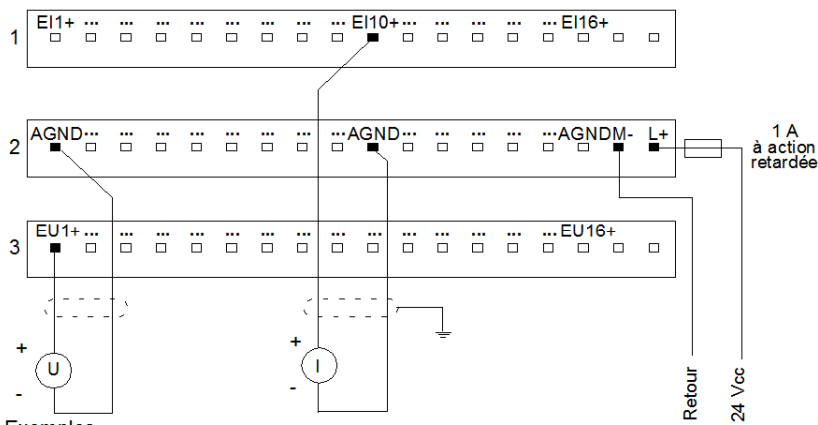 EI1+ ... ... ... ... ... ... ... ... EI10+ ... ... ... ... ... EI16+
1
AGND ... ... ... ... ... ... ... ... AGND ... ... ... ... ... AGND M- L+
2
1 A
à action
retardée
EU1+ ... ... ... ... ... ... ... ... ... ... ... ... ... ... EU16+
3
+
U
-
+
I
-
Retour
24 Vcc